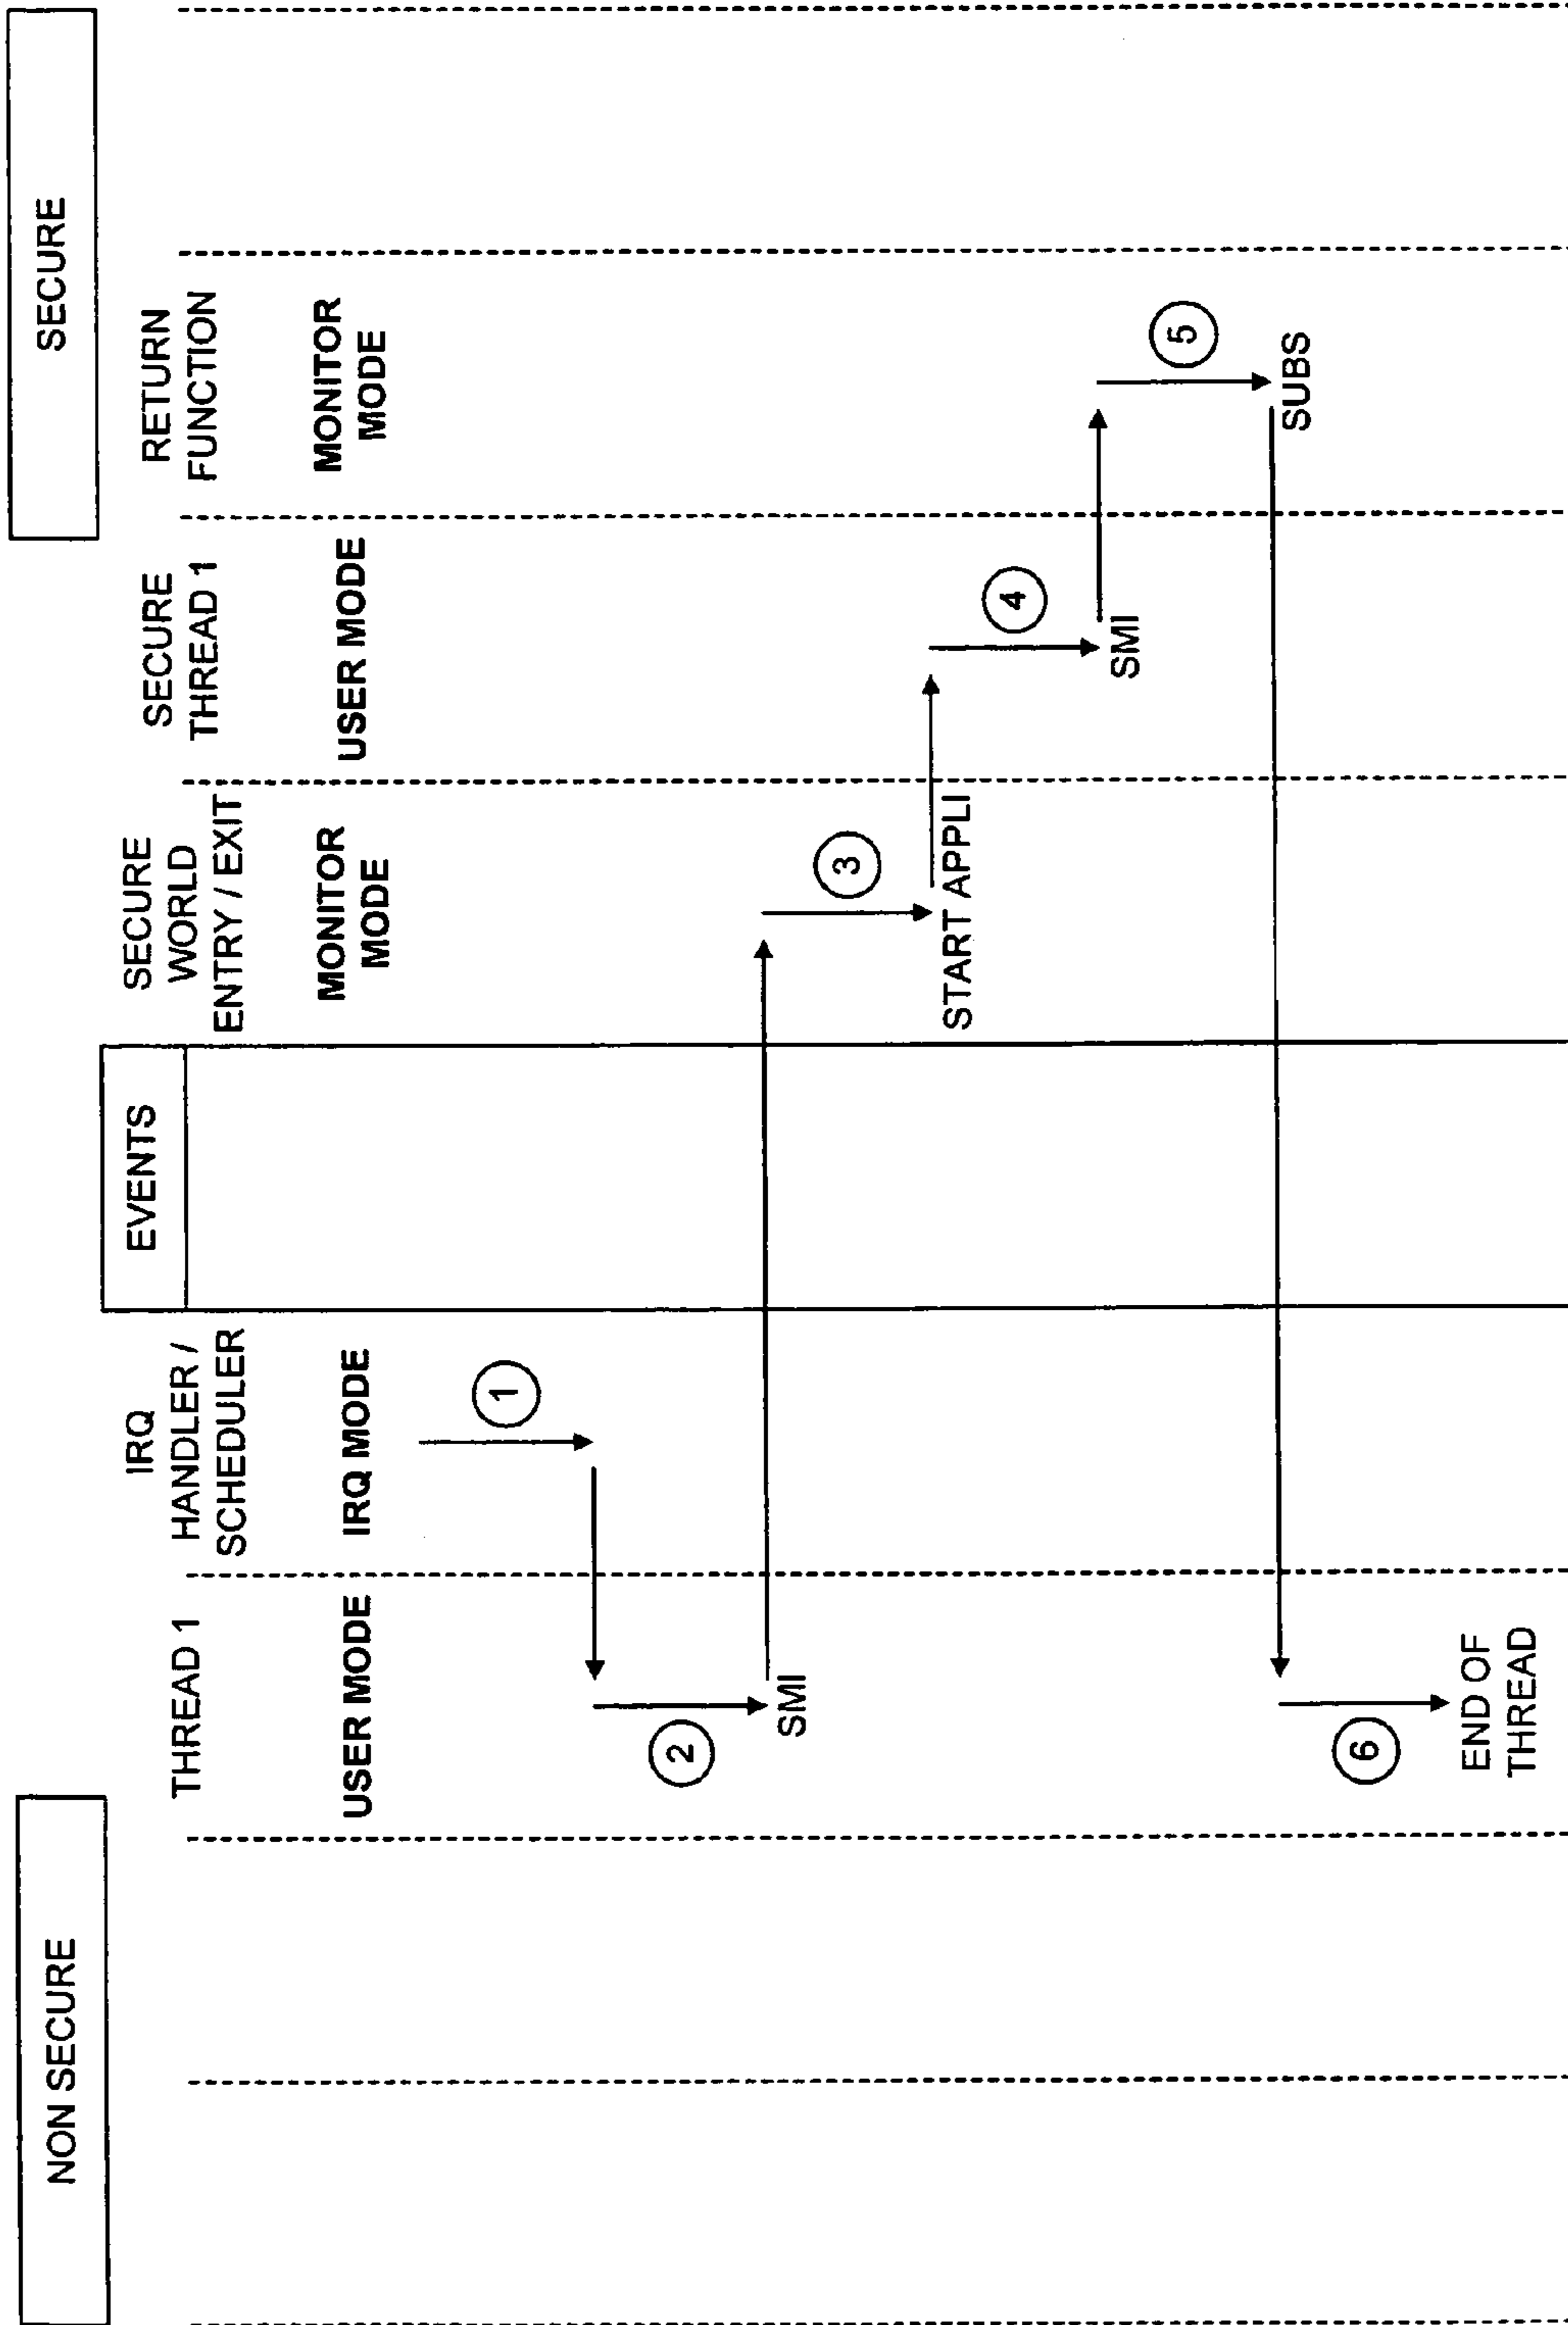 NON SECURE
EVENTS
SECURE
THREAD 1
IRQ
HANDLER /
SCHEDULER
SECURE
WORLD
ENTRY / EXIT
SECURE
THREAD 1
RETURN
FUNCTION
USER MODE
IRQ MODE
MONITOR
MODE
USER MODE
MONITOR
MODE
1
2
SMI
3
START APPLI
4
SMI
5
SUBS
6
END OF
THREAD